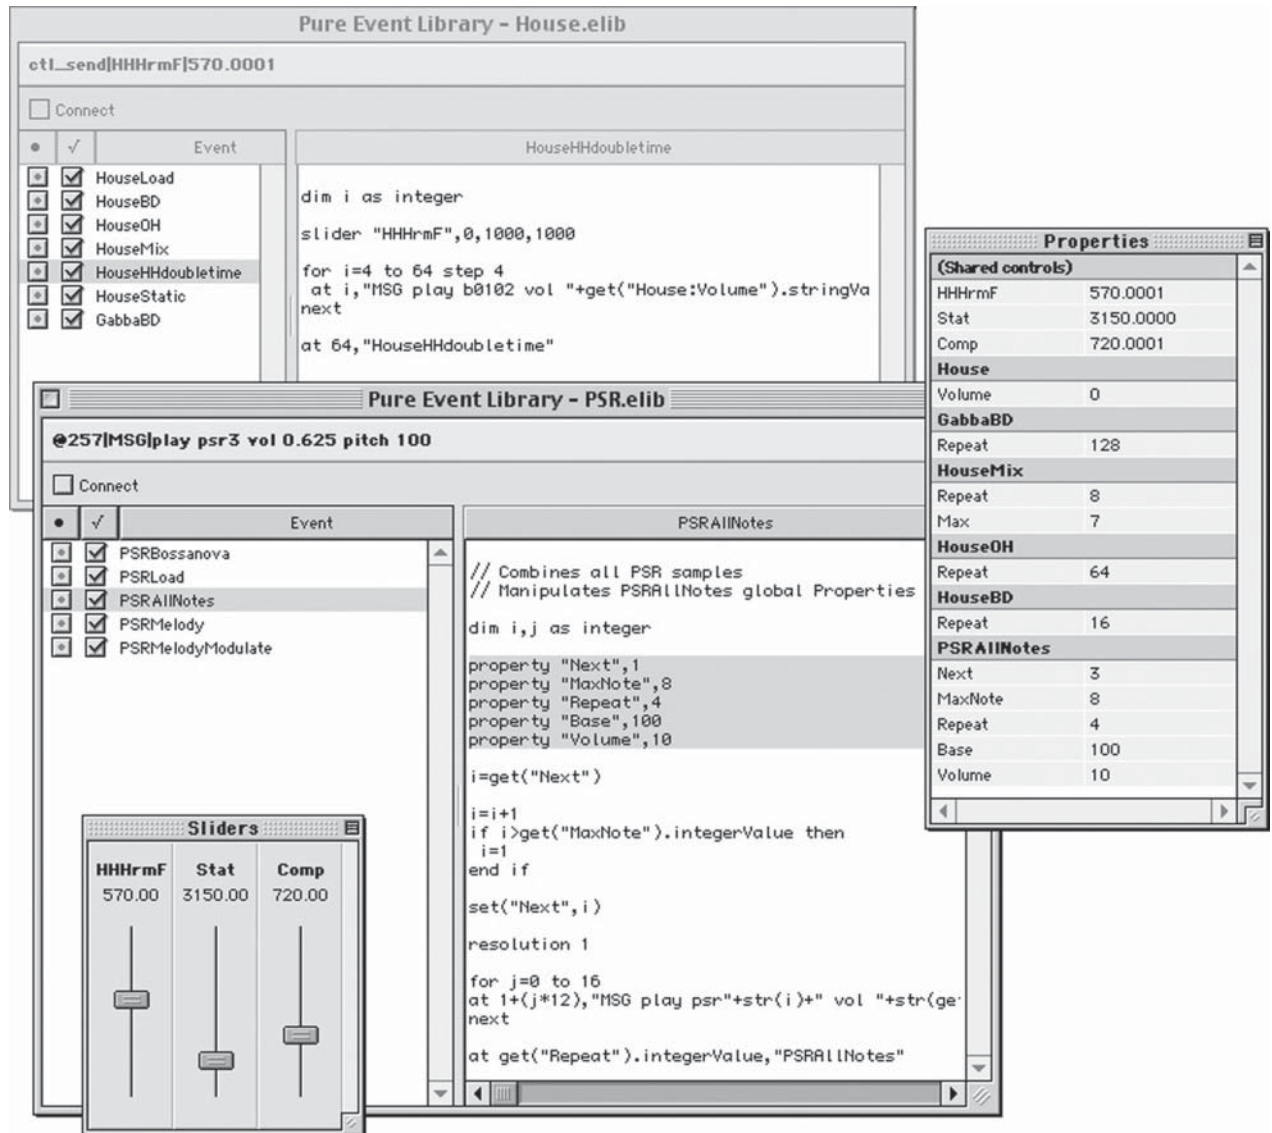 Pure Event Library - House.elib
ctl_send|HHHrmF|570.0001
Connect
Event
HouseHHdoubletime
HouseLoad
HouseBD
HouseOH
HouseMix
HouseHHdoubletime
HouseStatic
GabbaBD
dim i as integer
slider "HHHrmF",0,1000,1000
for i=4 to 64 step 4
at i,"MSG play b0102 vol "+get("House:Volume").stringVa
next
at 64,"HouseHHdoubletime"
Pure Event Library - PSR.elib
@257|MSG|play psr3 vol 0.625 pitch 100
Connect
Event
PSRAllNotes
PSRBossanova
PSRLoad
PSRAllNotes
PSRMelody
PSRMelodyModulate
// Combines all PSR samples
// Manipulates PSRAllNotes global Properties
dim i,j as integer
property "Next",1
property "MaxNote",8
property "Repeat",4
property "Base",100
property "Volume",10
i=get("Next")
i=i+1
if i>get("MaxNote").integerValue then
i=1
end if
set("Next",i)
resolution 1
for j=0 to 16
at 1+(j*12),"MSG play psr"+str(i)+" vol "+str(ge
next
at get("Repeat").integerValue,"PSRAllNotes"
Sliders
HHHrmF Stat Comp
570.00 3150.00 720.00
Properties
(Shared controls)
HHHrmF 570.0001
Stat 3150.0000
Comp 720.0001
House
Volume 0
GabbaBD
Repeat 128
HouseMix
Repeat 8
Max 7
HouseOH
Repeat 64
HouseBD
Repeat 16
PSRAllNotes
Next 3
MaxNote 8
Repeat 4
Base 100
Volume 10